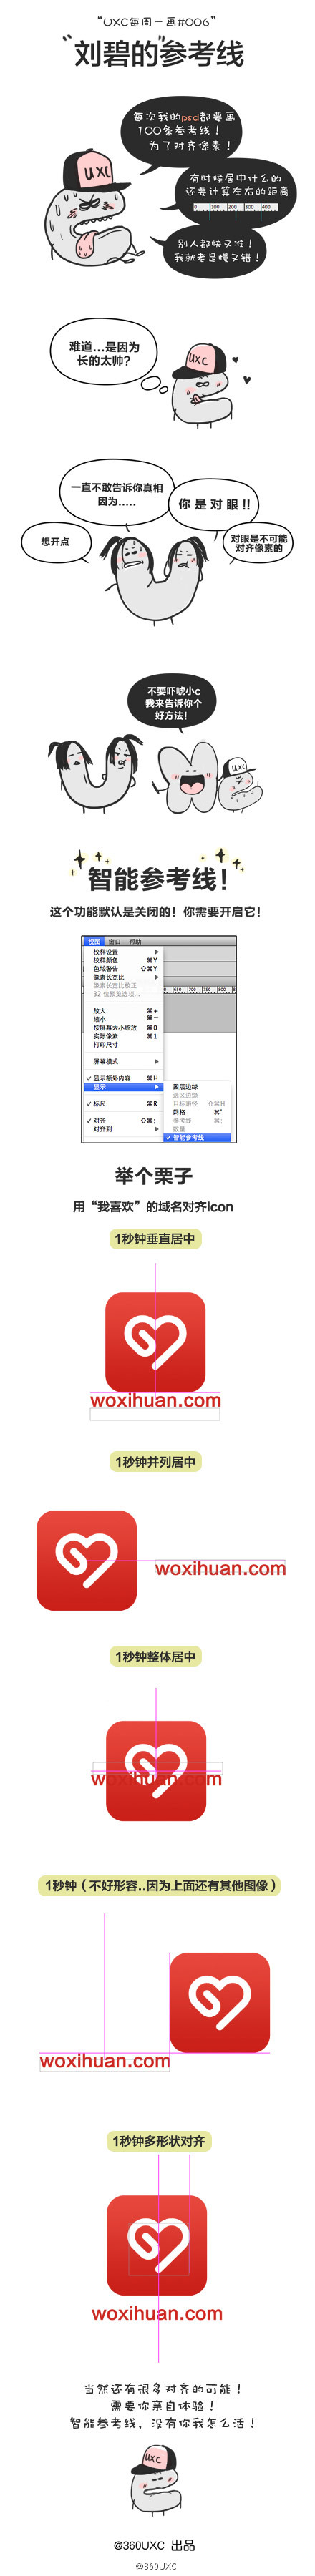 “UXC每周一画#006”
“刘碧的”参考线
每次我的psd都要画
100条参考线！
为了对齐像素！
uxc
有时候居中什么的
还要计算左右的距离
0 100 200 300 400
别人都快又准！
我就老是慢又错！
难道...是因为
长的太帅?
uxc
一直不敢告诉你真相
因为.....
你是对眼!!
想开点
对眼是不可能
对齐像素的
不要吓唬小c
我来告诉你个
好方法！
uxc
智能参考线！
这个功能默认是关闭的！你需要开启它！
视图 窗口 帮助
校样设置
校样颜色 ⌘Y
色域警告 ⇧⌘Y
像素长宽比
像素长宽比校正
32 位预览选项...
放大 ⌘+
缩小 ⌘-
按屏幕大小缩放 ⌘0
实际像素 ⌘1
打印尺寸
屏幕模式
✓ 显示额外内容 ⌘H
显示
✓ 标尺 ⌘R
✓ 对齐 ⇧⌘;
对齐到
650 700 750 800
图层边缘
选区边缘
目标路径 ⇧⌘H
网格 ⌘'
参考线 ⌘;
数量
✓ 智能参考线
举个栗子
用“我喜欢”的域名对齐icon
1秒钟垂直居中
woxihuan.com
1秒钟并列居中
woxihuan.com
1秒钟整体居中
woxihuan.com
1秒钟（不好形容..因为上面还有其他图像）
woxihuan.com
1秒钟多形状对齐
woxihuan.com
当然还有很多对齐的可能！
需要你亲自体验！
智能参考线，没有你我怎么活！
uxc
@360UXC 出品
@360UXC